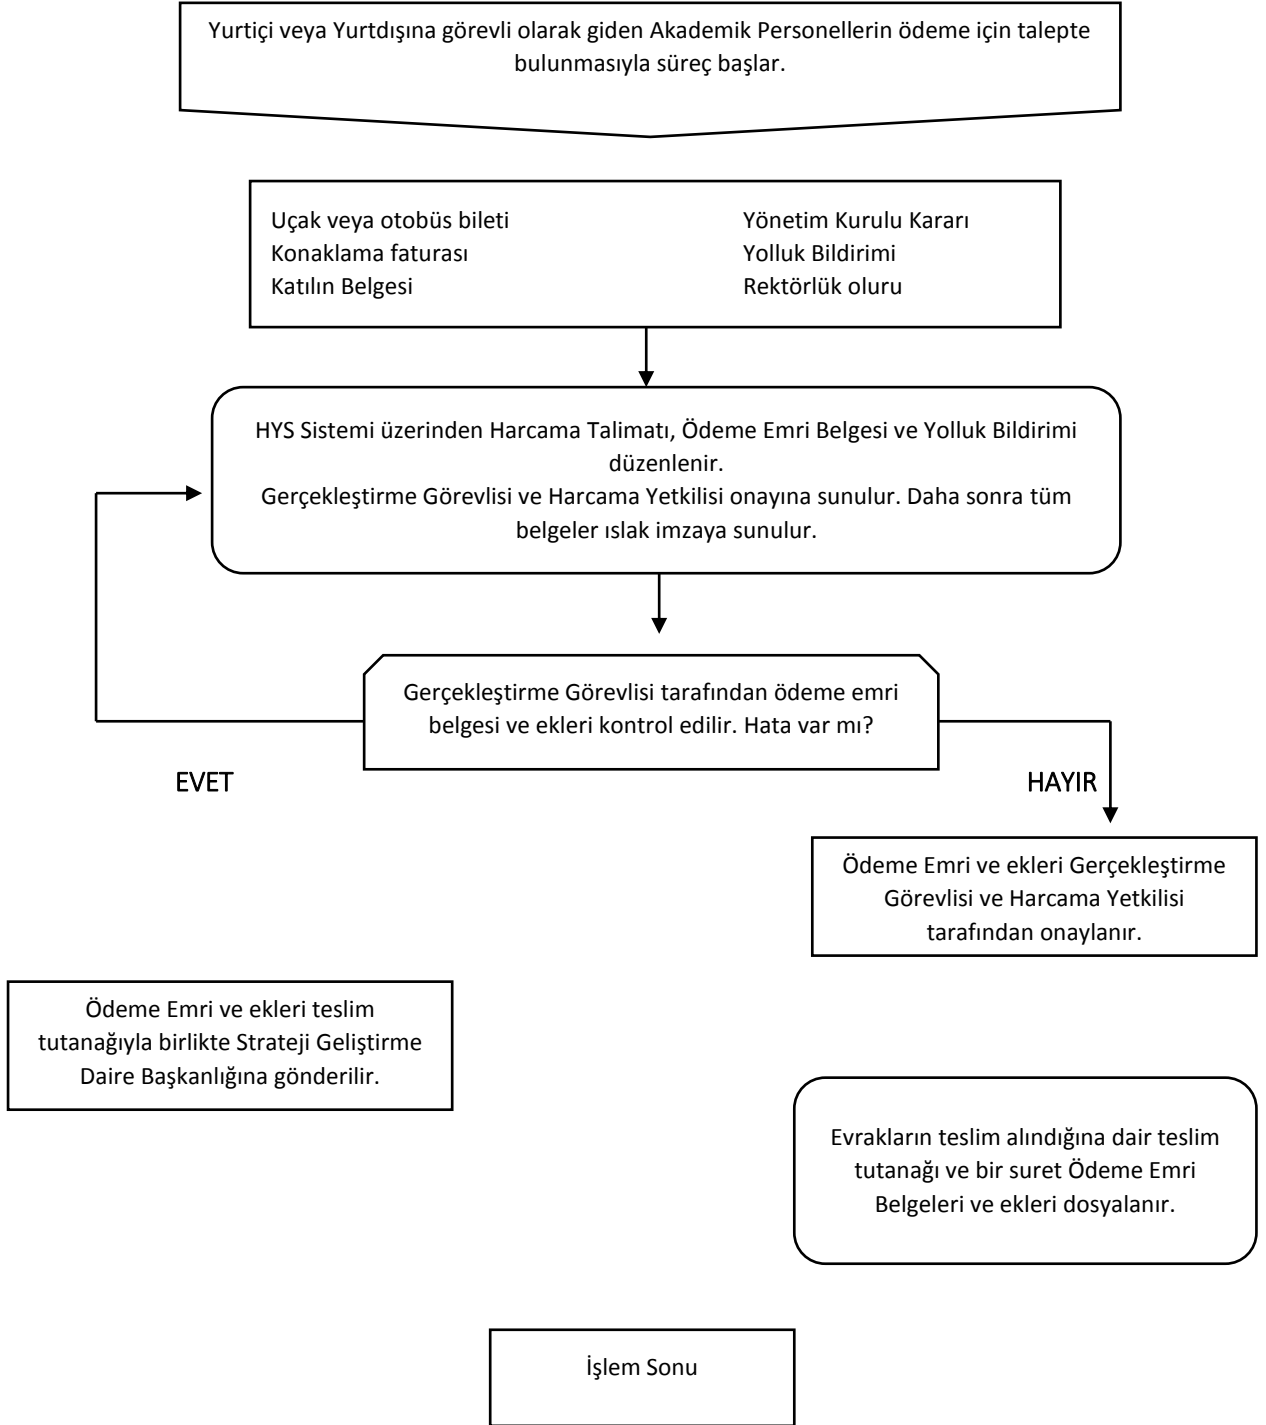 Yurtiçi veya Yurtdışına görevli olarak giden Akademik Personellerin ödeme için talepte
bulunmasıyla süreç başlar.
Uçak veya otobüs bileti
Konaklama faturası
Katılın Belgesi
Yönetim Kurulu Kararı
Yolluk Bildirimi
Rektörlük oluru
HYS Sistemi üzerinden Harcama Talimatı, Ödeme Emri Belgesi ve Yolluk Bildirimi
düzenlenir.
Gerçekleştirme Görevlisi ve Harcama Yetkilisi onayına sunulur. Daha sonra tüm
belgeler ıslak imzaya sunulur.
Gerçekleştirme Görevlisi tarafından ödeme emri
belgesi ve ekleri kontrol edilir. Hata var mı?
EVET
HAYIR
Ödeme Emri ve ekleri Gerçekleştirme
Görevlisi ve Harcama Yetkilisi
tarafından onaylanır.
Ödeme Emri ve ekleri teslim
tutanağıyla birlikte Strateji Geliştirme
Daire Başkanlığına gönderilir.
Evrakların teslim alındığına dair teslim
tutanağı ve bir suret Ödeme Emri
Belgeleri ve ekleri dosyalanır.
İşlem Sonu